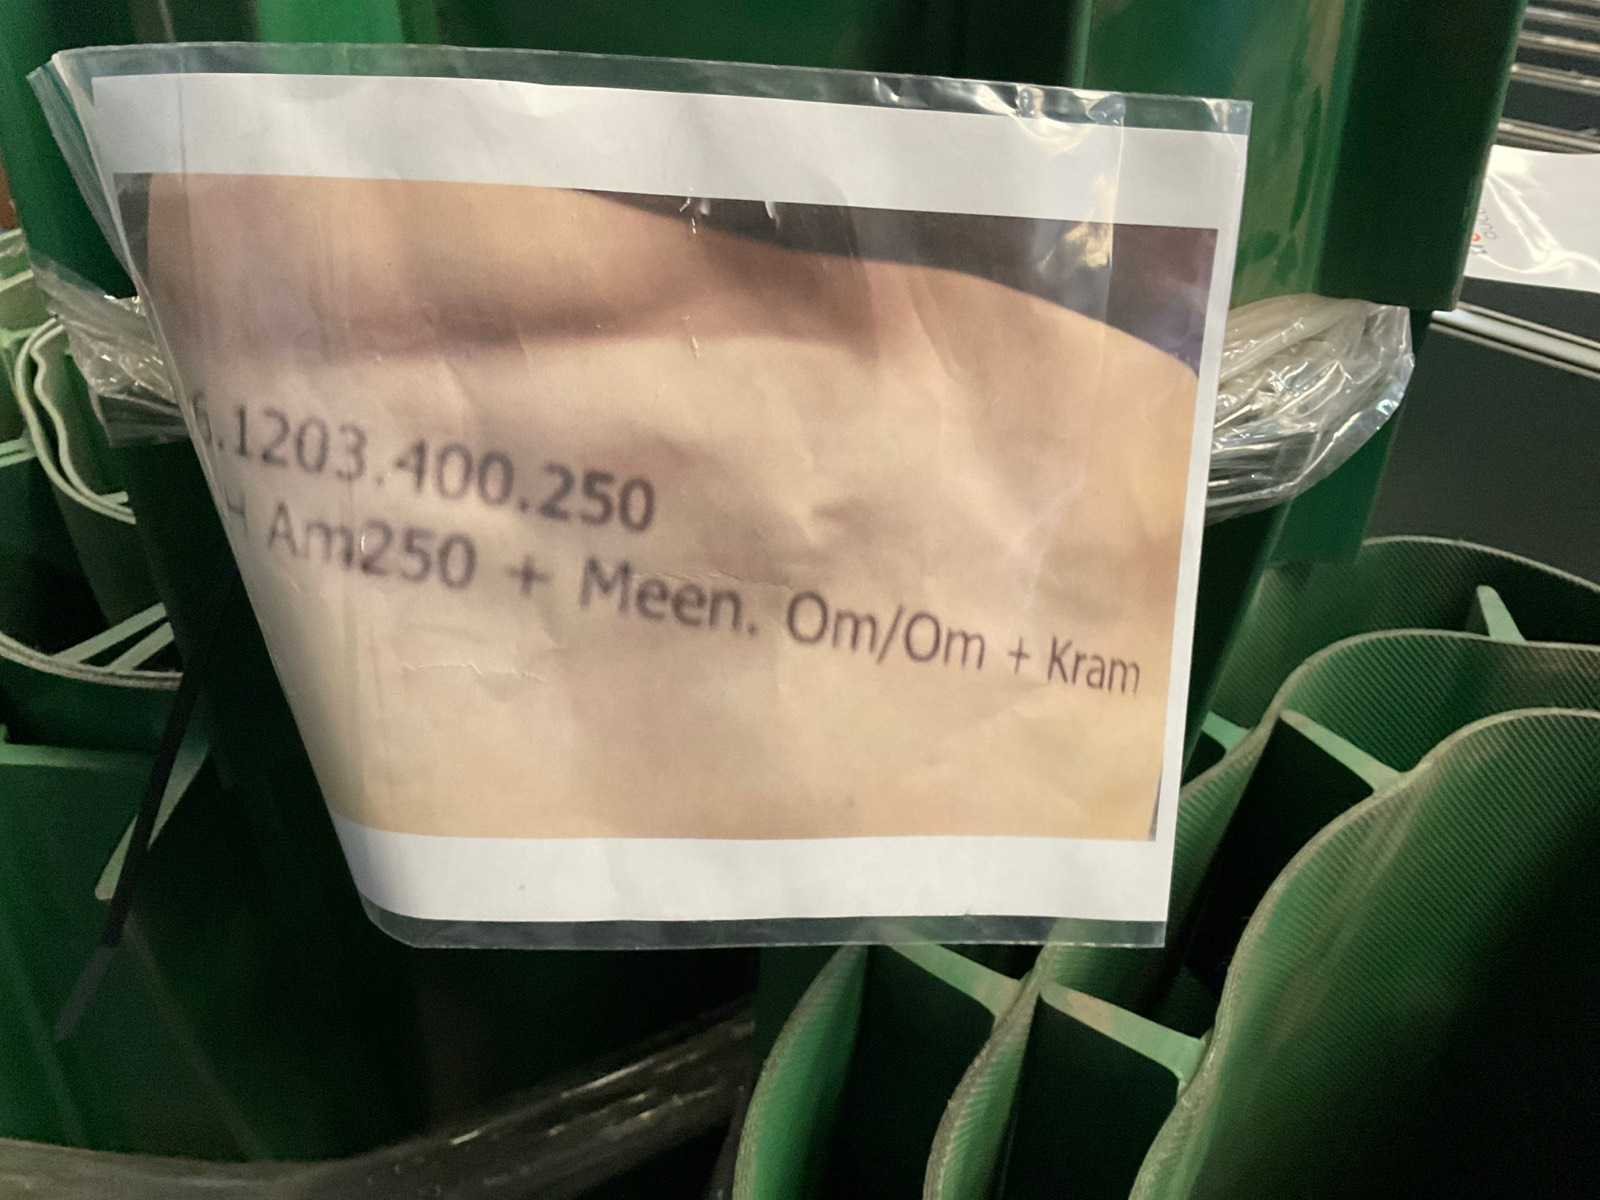 .1203.400.250
Am250 + Meen. Om/Om + Kram